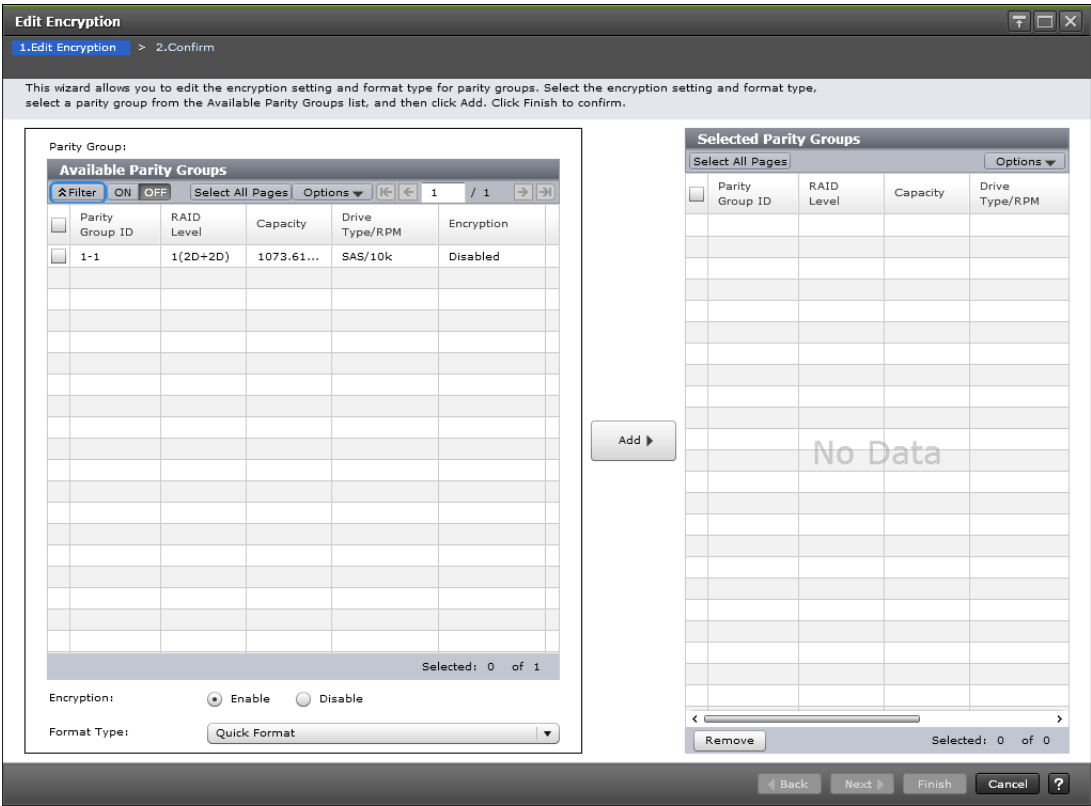 Edit Encryption
1.Edit Encryption > 2.Confirm
This wizard allows you to edit the encryption setting and format type for parity groups. Select the encryption setting and format type,
select a parity group from the Available Parity Groups list, and then click Add. Click Finish to confirm.
Parity Group:
Available Parity Groups
Filter ON OFF Select All Pages Options 1 / 1
Parity Group ID RAID Level Capacity Drive Type/RPM Encryption
1-1 1(2D+2D) 1073.61... SAS/10k Disabled
Selected: 0 of 1
Encryption: Enable Disable
Format Type: Quick Format
Add
Selected Parity Groups
Select All Pages Options
Parity Group ID RAID Level Capacity Drive Type/RPM
No Data
Remove Selected: 0 of 0
Back Next Finish Cancel ?